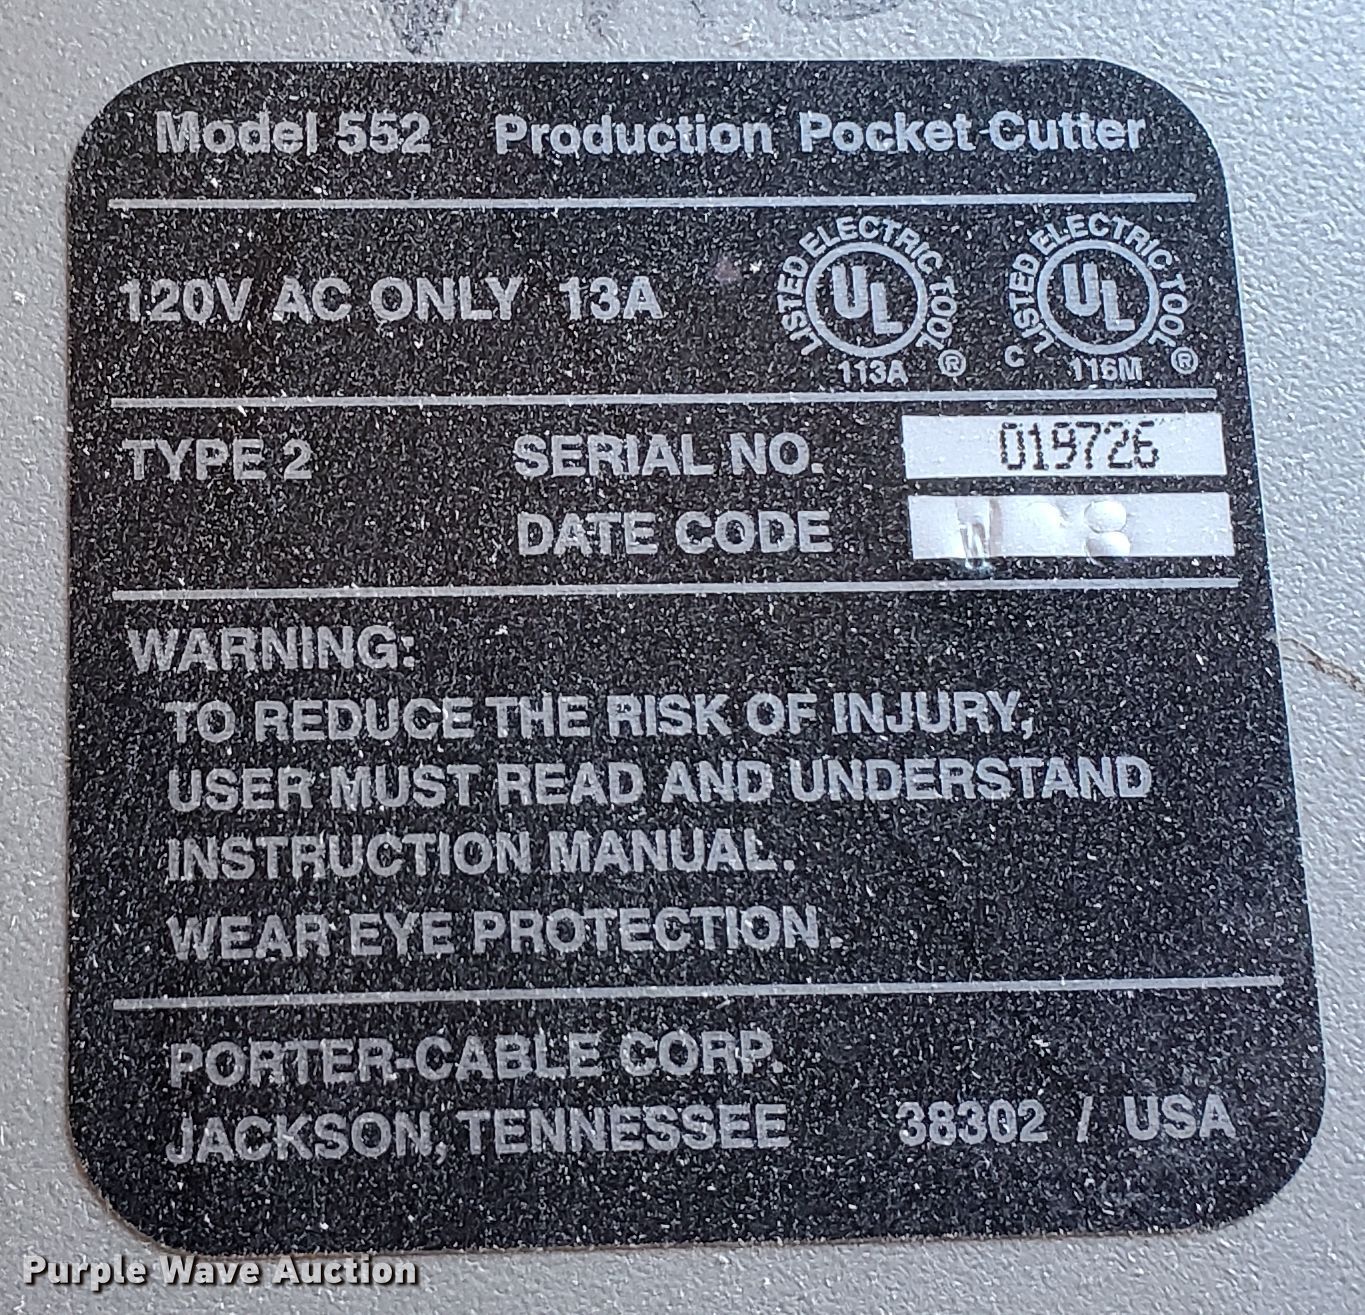 Model 552 Production Pocket Cutter
120V AC ONLY 13A
LISTED ELECTRIC TOOL
UL
113A ®
C LISTED ELECTRIC TOOL
UL
116M ®
TYPE 2 SERIAL NO. 019726
DATE CODE
WARNING:
TO REDUCE THE RISK OF INJURY,
USER MUST READ AND UNDERSTAND
INSTRUCTION MANUAL.
WEAR EYE PROTECTION.
PORTER-CABLE CORP.
JACKSON, TENNESSEE 38302 / USA
Purple Wave Auction